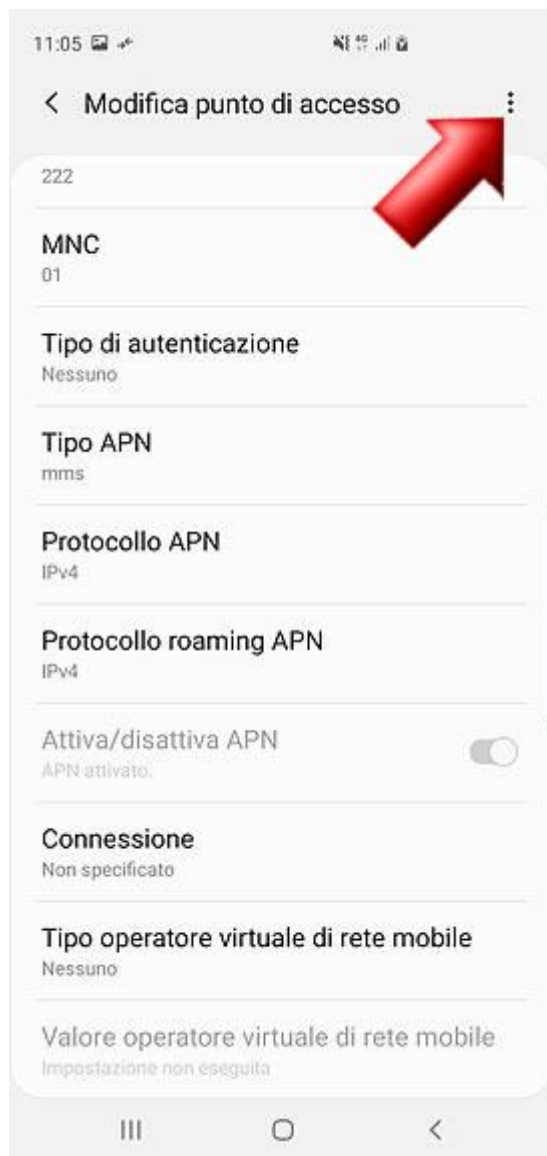 11:05
Modifica punto di accesso
222
MNC
01
Tipo di autenticazione
Nessuno
Tipo APN
mms
Protocollo APN
IPv4
Protocollo roaming APN
IPv4
Attiva/disattiva APN
APN attivato.
Connessione
Non specificato
Tipo operatore virtuale di rete mobile
Nessuno
Valore operatore virtuale di rete mobile
Impostazione non eseguita